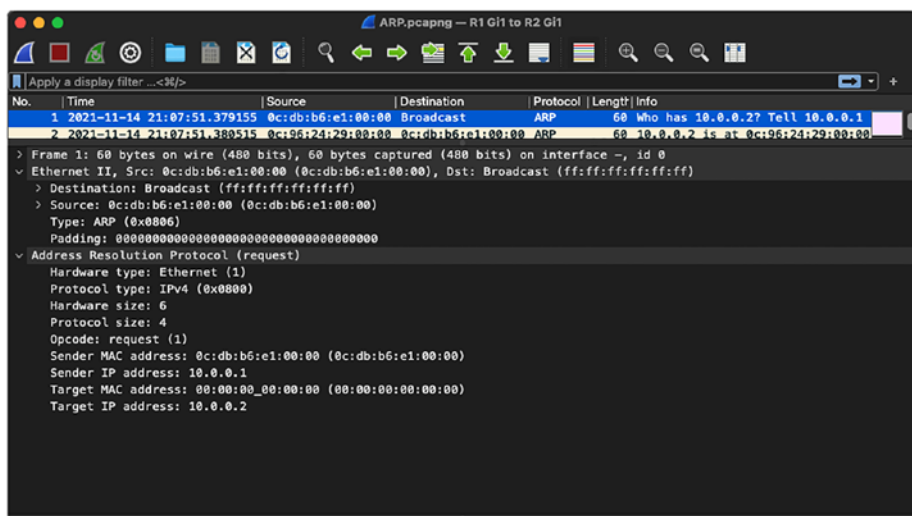 ARP.pcapng — R1 Gi1 to R2 Gi1
Apply a display filter ...<⌘/>
No. Time Source Destination Protocol Length Info
1 2021-11-14 21:07:51.379155 0c:db:b6:e1:00:00 Broadcast ARP 60 Who has 10.0.0.2? Tell 10.0.0.1
2 2021-11-14 21:07:51.380515 0c:96:24:29:00:00 0c:db:b6:e1:00:00 ARP 60 10.0.0.2 is at 0c:96:24:29:00:00
> Frame 1: 60 bytes on wire (480 bits), 60 bytes captured (480 bits) on interface -, id 0
Ethernet II, Src: 0c:db:b6:e1:00:00 (0c:db:b6:e1:00:00), Dst: Broadcast (ff:ff:ff:ff:ff:ff)
> Destination: Broadcast (ff:ff:ff:ff:ff:ff)
> Source: 0c:db:b6:e1:00:00 (0c:db:b6:e1:00:00)
Type: ARP (0x0806)
Padding: 000000000000000000000000000000000000
Address Resolution Protocol (request)
Hardware type: Ethernet (1)
Protocol type: IPv4 (0x0800)
Hardware size: 6
Protocol size: 4
Opcode: request (1)
Sender MAC address: 0c:db:b6:e1:00:00 (0c:db:b6:e1:00:00)
Sender IP address: 10.0.0.1
Target MAC address: 00:00:00_00:00:00 (00:00:00:00:00:00)
Target IP address: 10.0.0.2